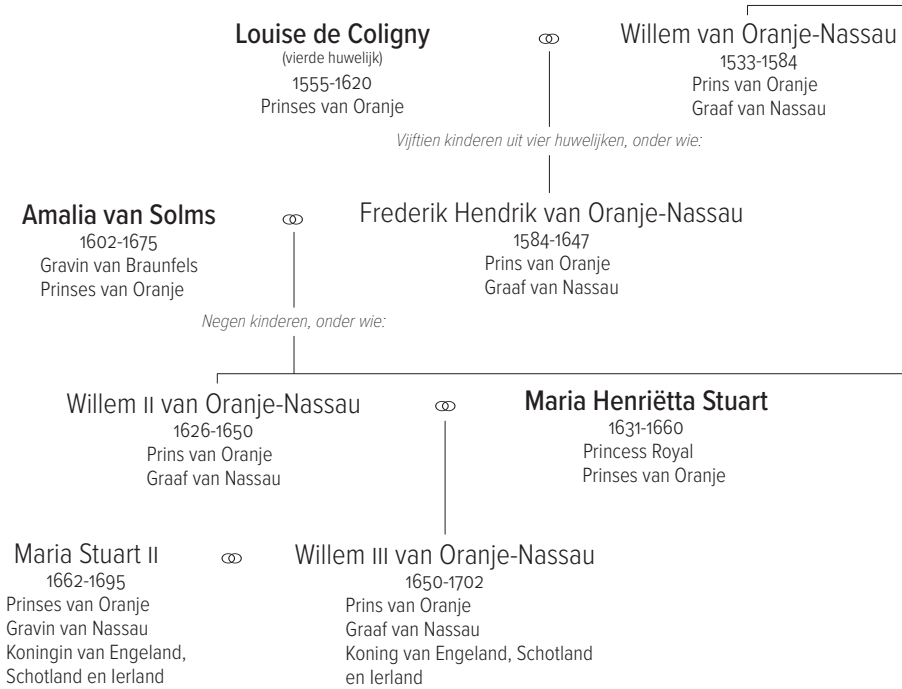 Louise de Coligny
(vierde huwelijk)
1555-1620
Prinses van Oranje
Willem van Oranje-Nassau
1533-1584
Prins van Oranje
Graaf van Nassau
Vijftien kinderen uit vier huwelijken, onder wie:
Amalia van Solms
1602-1675
Gravin van Braunfels
Prinses van Oranje
Frederik Hendrik van Oranje-Nassau
1584-1647
Prins van Oranje
Graaf van Nassau
Negen kinderen, onder wie:
Willem II van Oranje-Nassau
1626-1650
Prins van Oranje
Graaf van Nassau
Maria Henriëtta Stuart
1631-1660
Princess Royal
Prinses van Oranje
Maria Stuart II
1662-1695
Prinses van Oranje
Gravin van Nassau
Koningin van Engeland,
Schotland en Ierland
Willem III van Oranje-Nassau
1650-1702
Prins van Oranje
Graaf van Nassau
Koning van Engeland, Schotland
en Ierland